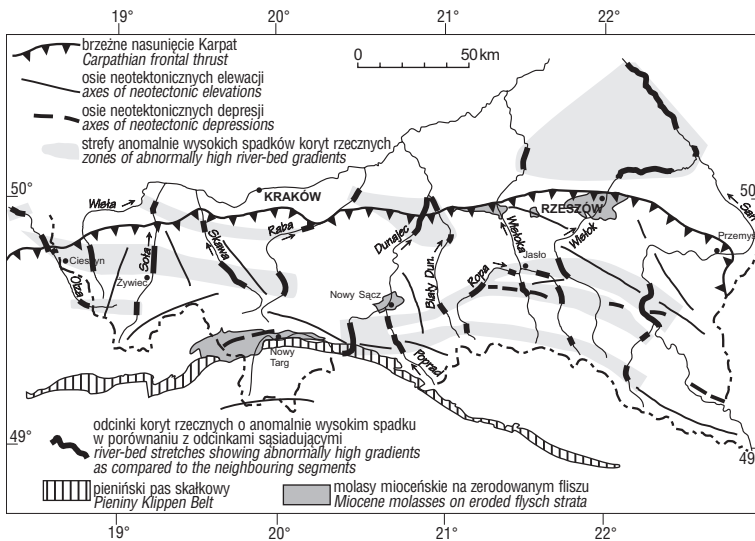 19° 20° 21° 22°
brzeżne nasunięcie Karpat
Carpathian frontal thrust
osie neotektonicznych elewacji
axes of neotectonic elevations
osie neotektonicznych depresji
axes of neotectonic depressions
strefy anomalnie wysokich spadków koryt rzecznych
zones of abnormally high river-bed gradients
0 50 km
50° 50
Wisła
KRAKÓW
RZESZÓW
San
Skawa
Raba
Dunajec
Wisłoka
Wisłok
Przemyśl
Cieszyn
Olza
Soła
Żywiec
Biały Dun.
Ropa
Jasło
Nowy Sącz
Nowy
Targ
Poprad
49° 49
odcinki koryt rzecznych o anomalnie wysokim spadku
w porównaniu z odcinkami sąsiadującymi
river-bed stretches showing abnormally high gradients
as compared to the neighbouring segments
pieniński pas skałkowy
Pieniny Klippen Belt
molasy mioceńskie na zerodowanym fliszu
Miocene molasses on eroded flysch strata
19° 20° 21° 22°